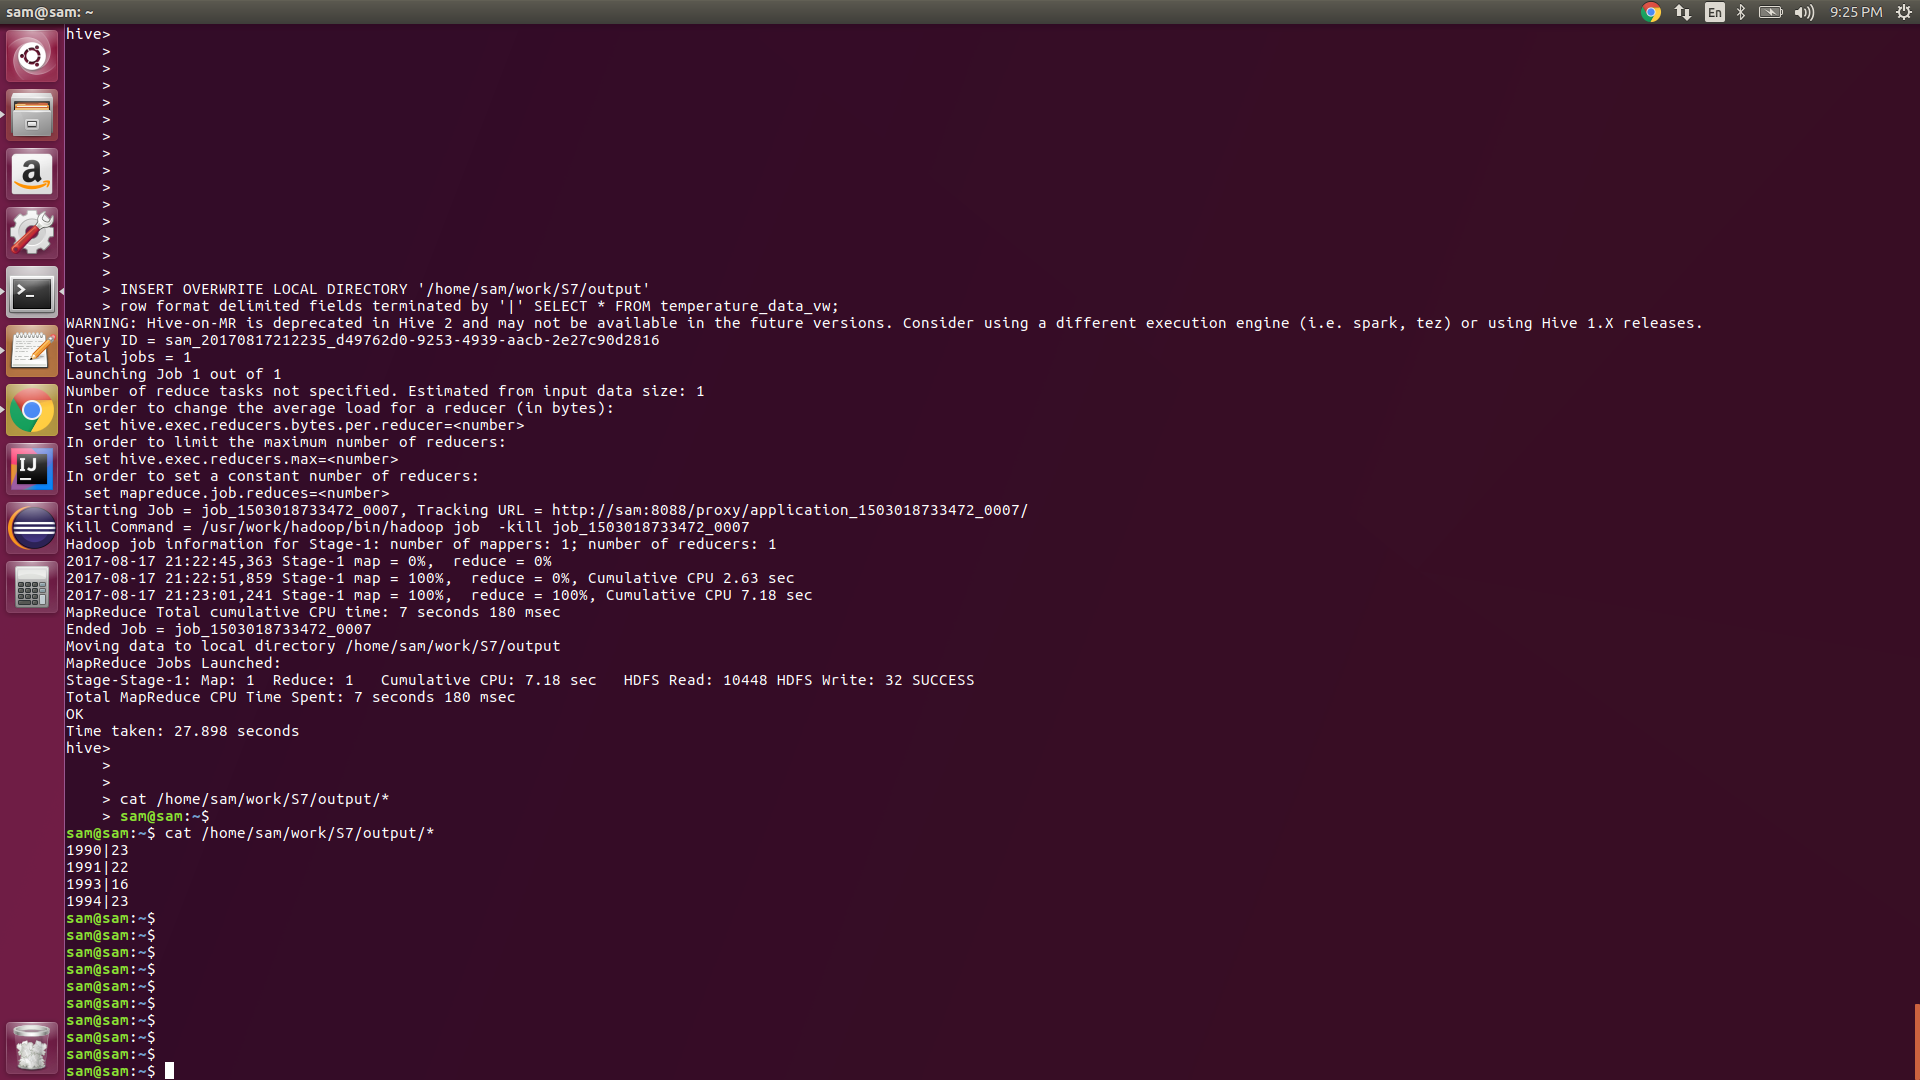 sam@sam: ~
En
9:25 PM
hive>
>
>
>
>
>
>
>
>
>
>
>
>
>
>
> INSERT OVERWRITE LOCAL DIRECTORY '/home/sam/work/S7/output'
> row format delimited fields terminated by '|' SELECT * FROM temperature_data_vw;
WARNING: Hive-on-MR is deprecated in Hive 2 and may not be available in the future versions. Consider using a different execution engine (i.e. spark, tez) or using Hive 1.X releases.
Query ID = sam_20170817212235_d49762d0-9253-4939-aacb-2e27c90d2816
Total jobs = 1
Launching Job 1 out of 1
Number of reduce tasks not specified. Estimated from input data size: 1
In order to change the average load for a reducer (in bytes):
set hive.exec.reducers.bytes.per.reducer=<number>
In order to limit the maximum number of reducers:
set hive.exec.reducers.max=<number>
In order to set a constant number of reducers:
set mapreduce.job.reduces=<number>
Starting Job = job_1503018733472_0007, Tracking URL = http://sam:8088/proxy/application_1503018733472_0007/
Kill Command = /usr/work/hadoop/bin/hadoop job  -kill job_1503018733472_0007
Hadoop job information for Stage-1: number of mappers: 1; number of reducers: 1
2017-08-17 21:22:45,363 Stage-1 map = 0%,  reduce = 0%
2017-08-17 21:22:51,859 Stage-1 map = 100%,  reduce = 0%, Cumulative CPU 2.63 sec
2017-08-17 21:23:01,241 Stage-1 map = 100%,  reduce = 100%, Cumulative CPU 7.18 sec
MapReduce Total cumulative CPU time: 7 seconds 180 msec
Ended Job = job_1503018733472_0007
Moving data to local directory /home/sam/work/S7/output
MapReduce Jobs Launched:
Stage-Stage-1: Map: 1  Reduce: 1   Cumulative CPU: 7.18 sec   HDFS Read: 10448 HDFS Write: 32 SUCCESS
Total MapReduce CPU Time Spent: 7 seconds 180 msec
OK
Time taken: 27.898 seconds
hive>
>
>
> cat /home/sam/work/S7/output/*
> sam@sam:~$
sam@sam:~$ cat /home/sam/work/S7/output/*
1990|23
1991|22
1993|16
1994|23
sam@sam:~$
sam@sam:~$
sam@sam:~$
sam@sam:~$
sam@sam:~$
sam@sam:~$
sam@sam:~$
sam@sam:~$
sam@sam:~$
sam@sam:~$
a
>_
IJ